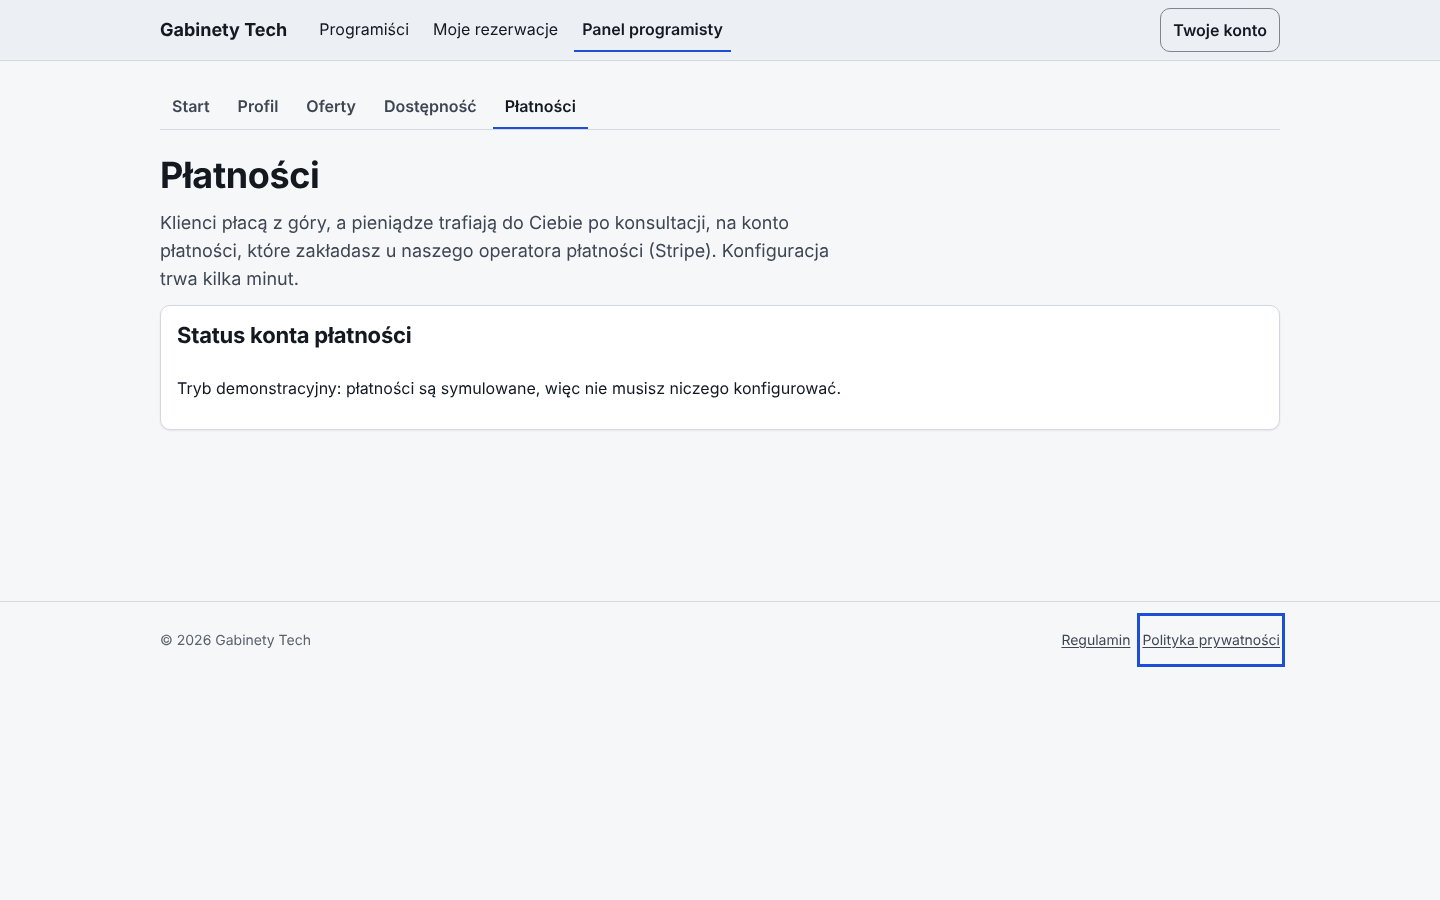 Gabinety Tech
Programiści
Moje rezerwacje
Panel programisty
Twoje konto
Start
Profil
Oferty
Dostępność
Płatności
Płatności
Klienci płacą z góry, a pieniądze trafiają do Ciebie po konsultacji, na konto
płatności, które zakładasz u naszego operatora płatności (Stripe). Konfiguracja
trwa kilka minut.
Status konta płatności
Tryb demonstracyjny: płatności są symulowane, więc nie musisz niczego konfigurować.
© 2026 Gabinety Tech
Regulamin
Polityka prywatności